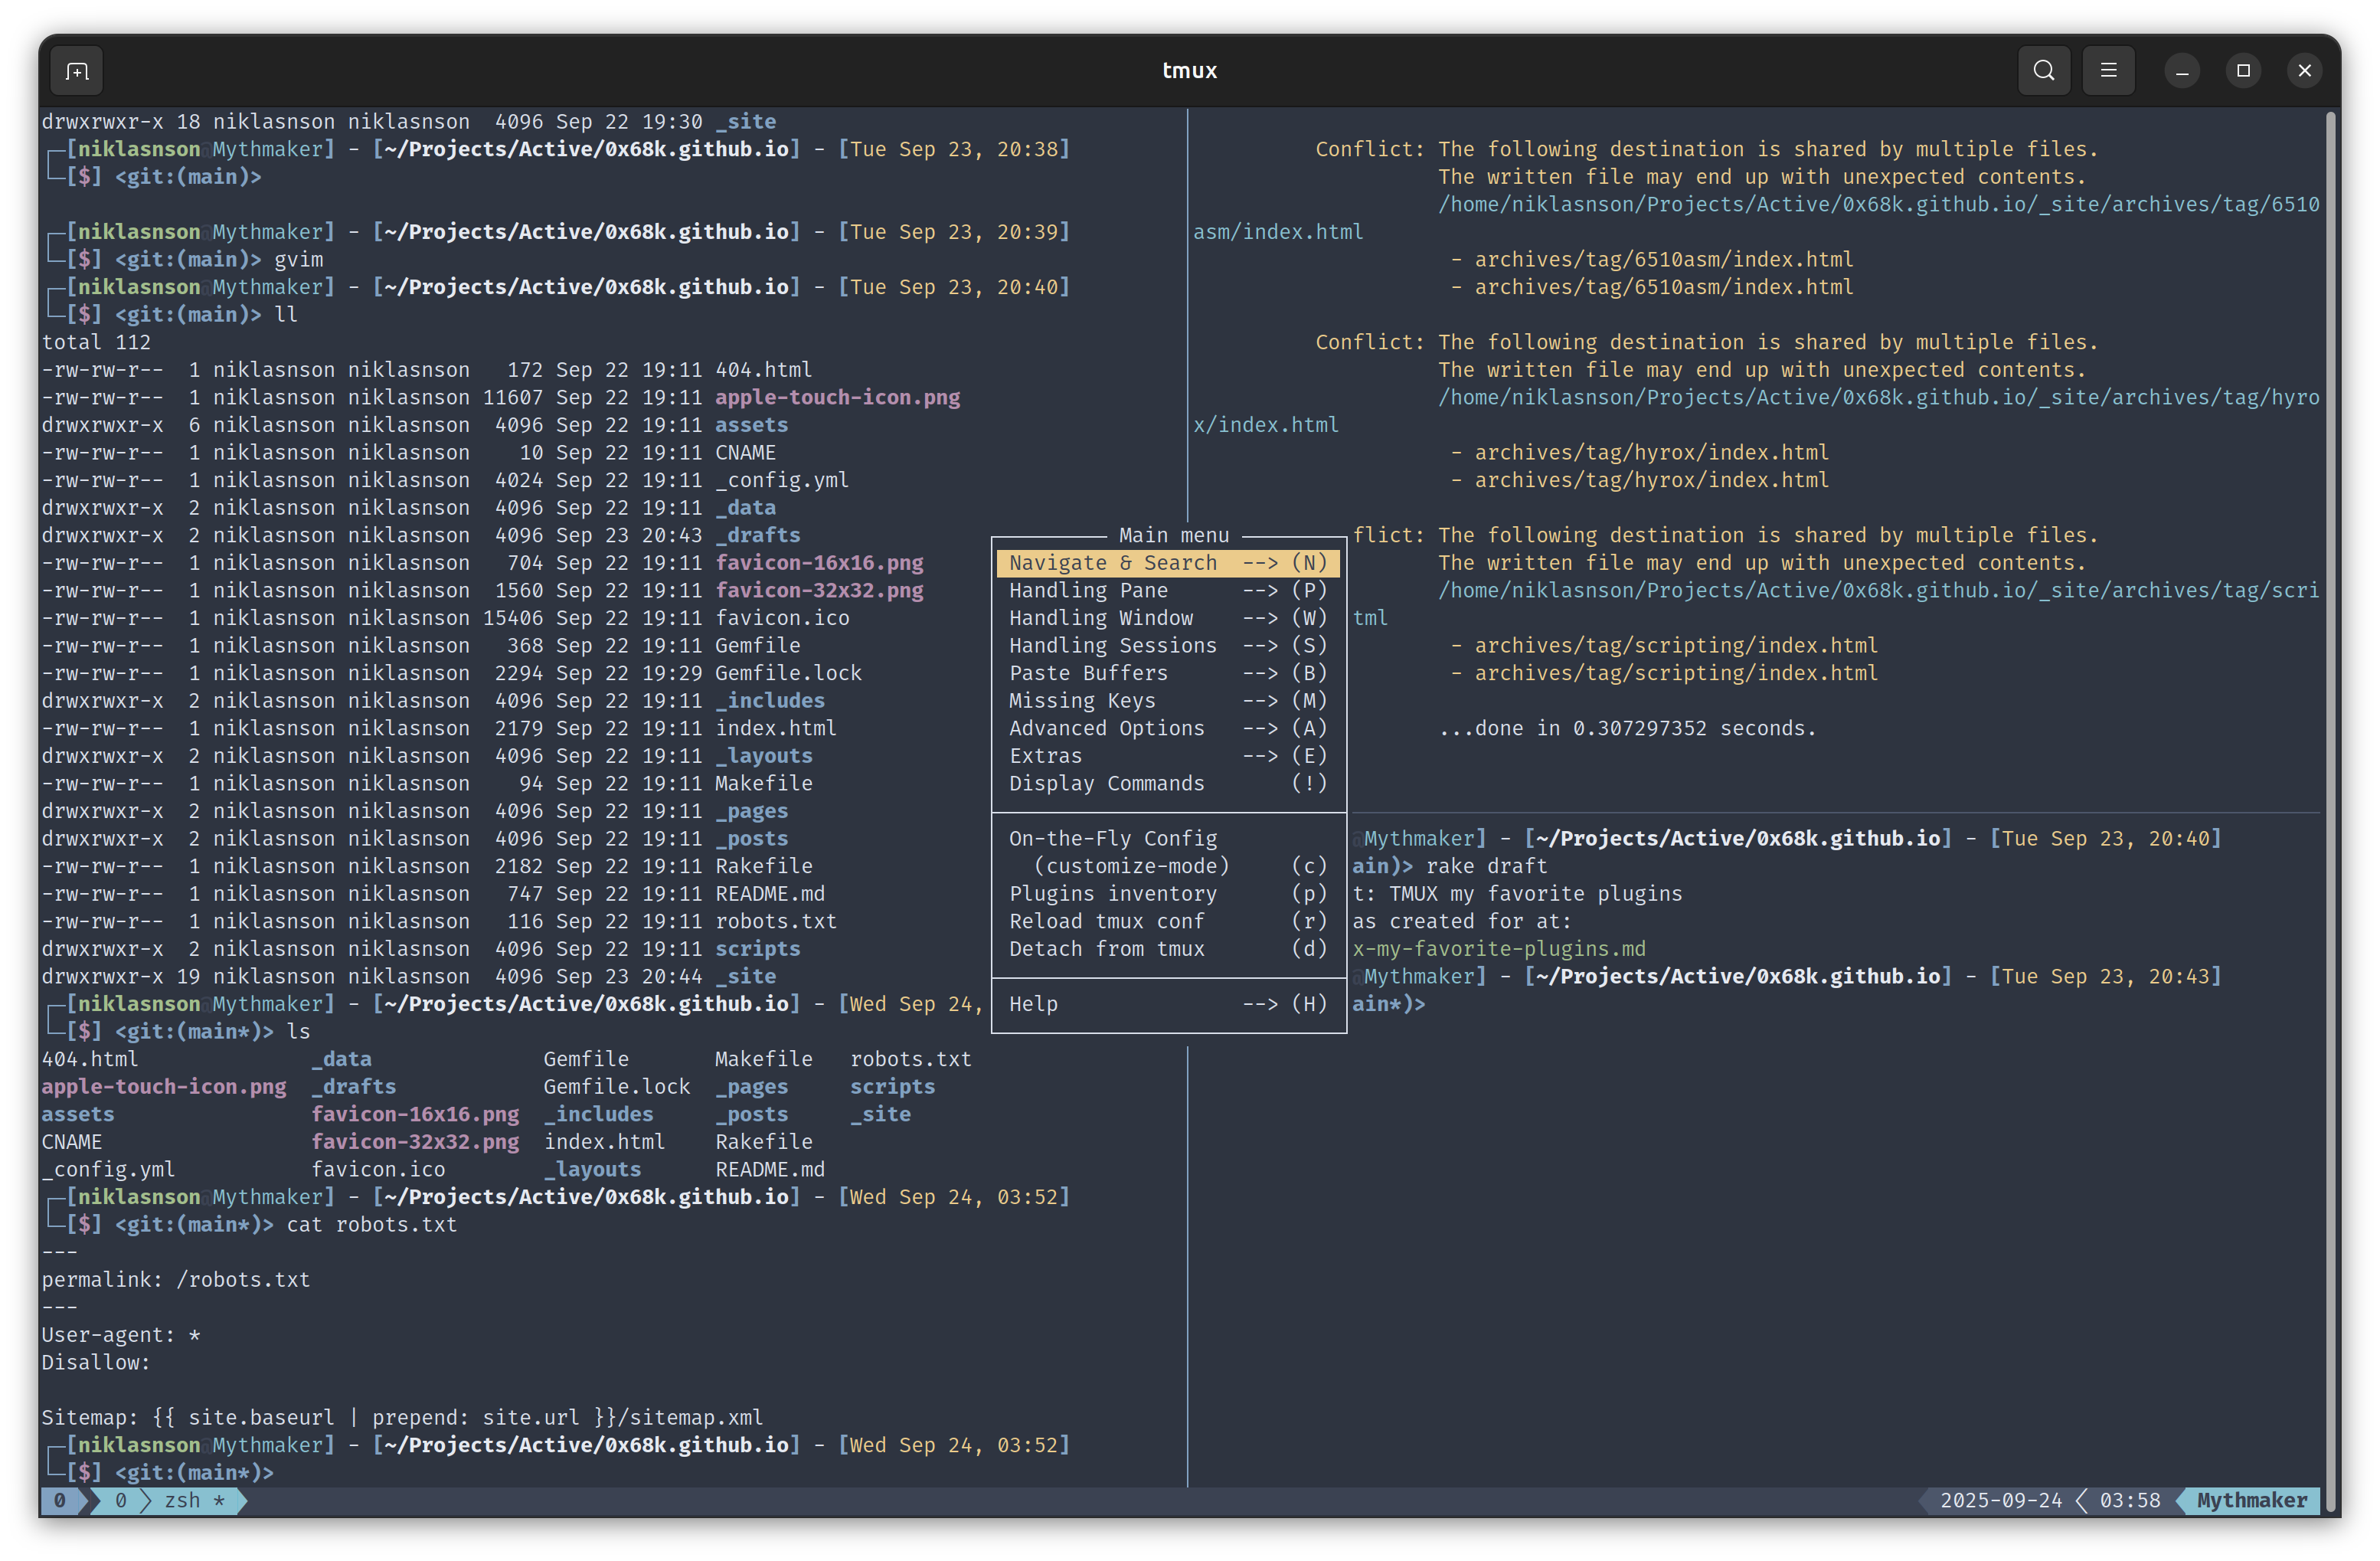 tmux
drwxrwxr-x 18 niklasnson niklasnson  4096 Sep 22 19:30 _site
[niklasnson@Mythmaker] - [~/Projects/Active/0x68k.github.io] - [Tue Sep 23, 20:38]
[$] <git:(main)>
[niklasnson@Mythmaker] - [~/Projects/Active/0x68k.github.io] - [Tue Sep 23, 20:39]
[$] <git:(main)> gvim
[niklasnson@Mythmaker] - [~/Projects/Active/0x68k.github.io] - [Tue Sep 23, 20:40]
[$] <git:(main)> ll
total 112
-rw-rw-r--  1 niklasnson niklasnson   172 Sep 22 19:11 404.html
-rw-rw-r--  1 niklasnson niklasnson 11607 Sep 22 19:11 apple-touch-icon.png
drwxrwxr-x  6 niklasnson niklasnson  4096 Sep 22 19:11 assets
-rw-rw-r--  1 niklasnson niklasnson    10 Sep 22 19:11 CNAME
-rw-rw-r--  1 niklasnson niklasnson  4024 Sep 22 19:11 _config.yml
drwxrwxr-x  2 niklasnson niklasnson  4096 Sep 22 19:11 _data
drwxrwxr-x  2 niklasnson niklasnson  4096 Sep 23 20:43 _drafts
-rw-rw-r--  1 niklasnson niklasnson   704 Sep 22 19:11 favicon-16x16.png
-rw-rw-r--  1 niklasnson niklasnson  1560 Sep 22 19:11 favicon-32x32.png
-rw-rw-r--  1 niklasnson niklasnson 15406 Sep 22 19:11 favicon.ico
-rw-rw-r--  1 niklasnson niklasnson   368 Sep 22 19:11 Gemfile
-rw-rw-r--  1 niklasnson niklasnson  2294 Sep 22 19:29 Gemfile.lock
drwxrwxr-x  2 niklasnson niklasnson  4096 Sep 22 19:11 _includes
-rw-rw-r--  1 niklasnson niklasnson  2179 Sep 22 19:11 index.html
drwxrwxr-x  2 niklasnson niklasnson  4096 Sep 22 19:11 _layouts
-rw-rw-r--  1 niklasnson niklasnson    94 Sep 22 19:11 Makefile
drwxrwxr-x  2 niklasnson niklasnson  4096 Sep 22 19:11 _pages
drwxrwxr-x  2 niklasnson niklasnson  4096 Sep 22 19:11 _posts
-rw-rw-r--  1 niklasnson niklasnson  2182 Sep 22 19:11 Rakefile
-rw-rw-r--  1 niklasnson niklasnson   747 Sep 22 19:11 README.md
-rw-rw-r--  1 niklasnson niklasnson   116 Sep 22 19:11 robots.txt
drwxrwxr-x  2 niklasnson niklasnson  4096 Sep 22 19:11 scripts
drwxrwxr-x 19 niklasnson niklasnson  4096 Sep 23 20:44 _site
[niklasnson@Mythmaker] - [~/Projects/Active/0x68k.github.io] - [Wed Sep 24,
[$] <git:(main*)> ls
404.html              _data              Gemfile       Makefile   robots.txt
apple-touch-icon.png  _drafts            Gemfile.lock  _pages     scripts
assets                favicon-16x16.png  _includes     _posts     _site
CNAME                 favicon-32x32.png  index.html    Rakefile
_config.yml           favicon.ico        _layouts      README.md
[niklasnson@Mythmaker] - [~/Projects/Active/0x68k.github.io] - [Wed Sep 24, 03:52]
[$] <git:(main*)> cat robots.txt
---
permalink: /robots.txt
---
User-agent: *
Disallow:
Sitemap: {{ site.baseurl | prepend: site.url }}/sitemap.xml
[niklasnson@Mythmaker] - [~/Projects/Active/0x68k.github.io] - [Wed Sep 24, 03:52]
[$] <git:(main*)>
Conflict: The following destination is shared by multiple files.
The written file may end up with unexpected contents.
/home/niklasnson/Projects/Active/0x68k.github.io/_site/archives/tag/6510
asm/index.html
- archives/tag/6510asm/index.html
- archives/tag/6510asm/index.html
Conflict: The following destination is shared by multiple files.
The written file may end up with unexpected contents.
/home/niklasnson/Projects/Active/0x68k.github.io/_site/archives/tag/hyro
x/index.html
- archives/tag/hyrox/index.html
- archives/tag/hyrox/index.html
flict: The following destination is shared by multiple files.
The written file may end up with unexpected contents.
/home/niklasnson/Projects/Active/0x68k.github.io/_site/archives/tag/scri
tml
- archives/tag/scripting/index.html
- archives/tag/scripting/index.html
...done in 0.307297352 seconds.
Main menu
Navigate & Search  --> (N)
Handling Pane      --> (P)
Handling Window    --> (W)
Handling Sessions  --> (S)
Paste Buffers      --> (B)
Missing Keys       --> (M)
Advanced Options   --> (A)
Extras             --> (E)
Display Commands       (!)
On-the-Fly Config
(customize-mode)     (c)
Plugins inventory      (p)
Reload tmux conf       (r)
Detach from tmux       (d)
Help               --> (H)
@Mythmaker] - [~/Projects/Active/0x68k.github.io] - [Tue Sep 23, 20:40]
ain)> rake draft
t: TMUX my favorite plugins
as created for at:
x-my-favorite-plugins.md
@Mythmaker] - [~/Projects/Active/0x68k.github.io] - [Tue Sep 23, 20:43]
ain*)>
0 0 zsh * 2025-09-24 03:58 Mythmaker